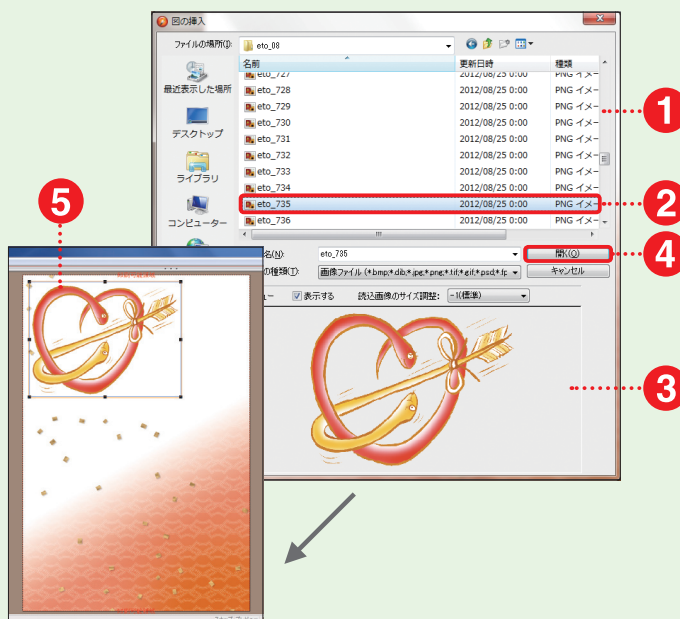 図の挿入
ファイルの場所(I): eto_08
名前 更新日時 種類
eto_727 2012/08/25 0:00 PNG イメー
eto_728 2012/08/25 0:00 PNG イメー
eto_729 2012/08/25 0:00 PNG イメー
eto_730 2012/08/25 0:00 PNG イメー
eto_731 2012/08/25 0:00 PNG イメー
eto_732 2012/08/25 0:00 PNG イメー
eto_733 2012/08/25 0:00 PNG イメー
eto_734 2012/08/25 0:00 PNG イメー
eto_735 2012/08/25 0:00 PNG イメー
eto_736 2012/08/25 0:00 PNG イメー
最近表示した場所
デスクトップ
ライブラリ
コンピューター
1
2
3
4
5
名(N): eto_735 開く(O)
の種類(T): 画像ファイル (*.bmp;*.dib;*.jpg;*.png;*.tif;*.gif;*.psd;*.fp キャンセル
ュー 表示する 読込画像のサイズ調整: -1(標準)